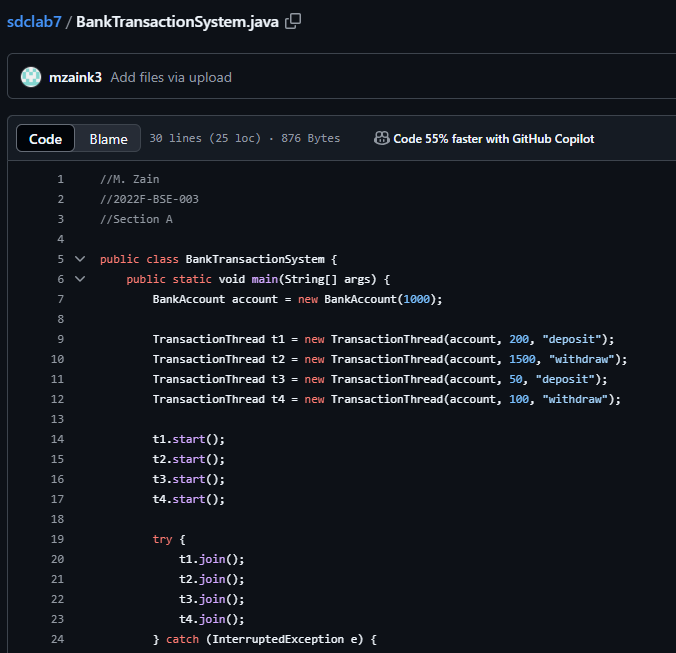 sdclab7 / BankTransactionSystem.java
mzaink3 Add files via upload
Code Blame 30 lines (25 loc) · 876 Bytes Code 55% faster with GitHub Copilot
1 //M. Zain
2 //2022F-BSE-003
3 //Section A
4
5 public class BankTransactionSystem {
6     public static void main(String[] args) {
7         BankAccount account = new BankAccount(1000);
8
9         TransactionThread t1 = new TransactionThread(account, 200, "deposit");
10         TransactionThread t2 = new TransactionThread(account, 1500, "withdraw");
11         TransactionThread t3 = new TransactionThread(account, 50, "deposit");
12         TransactionThread t4 = new TransactionThread(account, 100, "withdraw");
13
14         t1.start();
15         t2.start();
16         t3.start();
17         t4.start();
18
19         try {
20             t1.join();
21             t2.join();
22             t3.join();
23             t4.join();
24         } catch (InterruptedException e) {